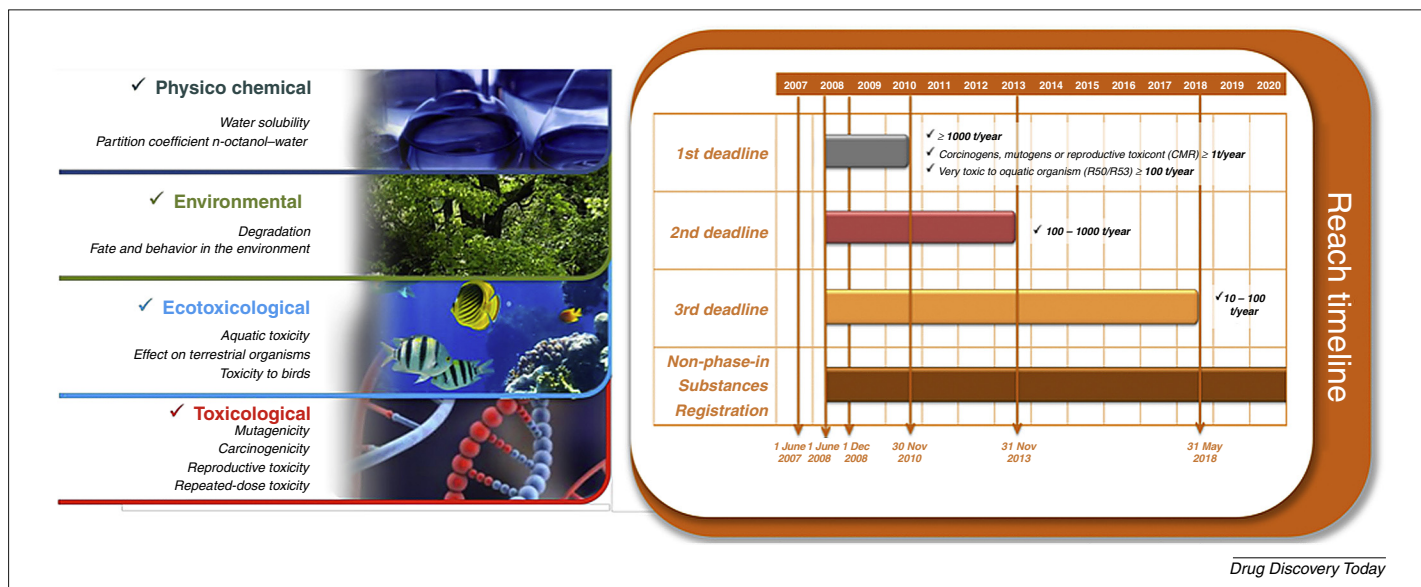 ✓ Physico chemical
Water solubility
Partition coefficient n-octanol–water
✓ Environmental
Degradation
Fate and behavior in the environment
✓ Ecotoxicological
Aquatic toxicity
Effect on terrestrial organisms
Toxicity to birds
✓ Toxicological
Mutagenicity
Carcinogenicity
Reproductive toxicity
Repeated-dose toxicity
2007 2008 2009 2010 2011 2012 2013 2014 2015 2016 2017 2018 2019 2020
1st deadline
✓ ≥ 1000 t/year
✓ Corcinogens, mutogens or reproductive toxicont (CMR) ≥ 1t/year
✓ Very toxic to oquatic organism (R50/R53) ≥ 100 t/year
2nd deadline
✓ 100 – 1000 t/year
3rd deadline
✓10 – 100
t/year
Non-phase-in
Substances
Registration
1 June 1 June 1 Dec 30 Nov 31 Nov 31 May
2007 2008 2008 2010 2013 2018
Reach timeline
Drug Discovery Today